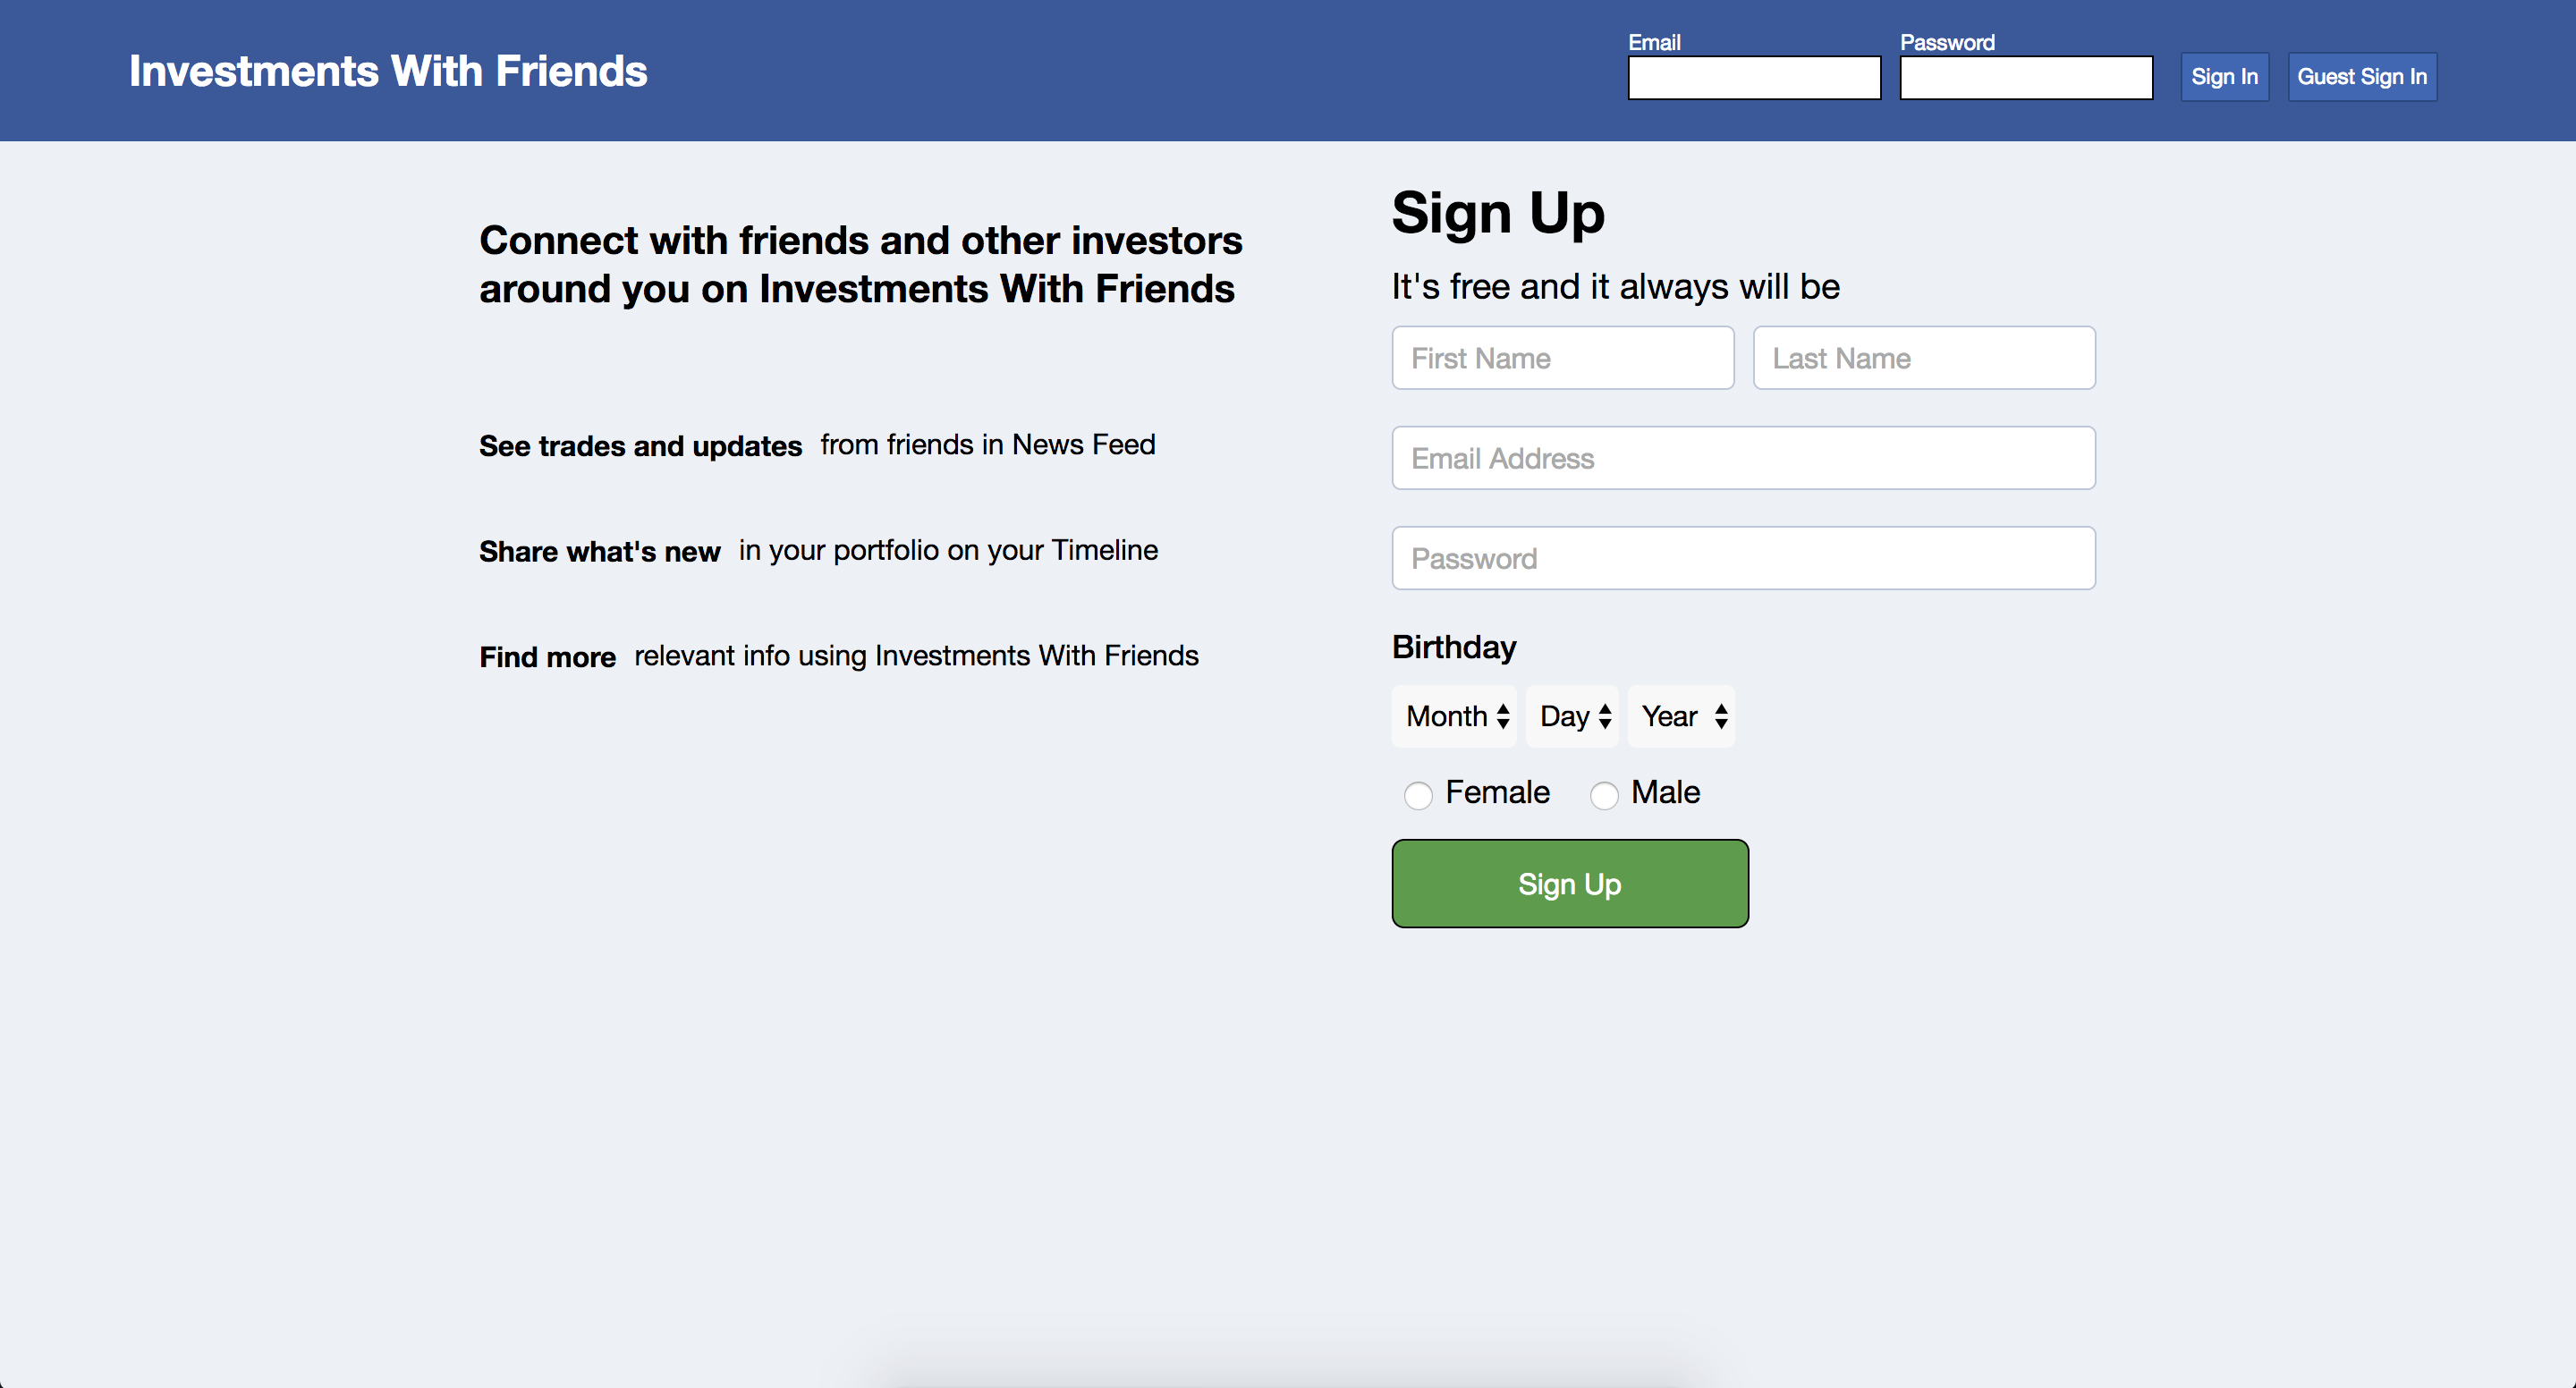 Investments With Friends
Email Password
Sign In Guest Sign In
Connect with friends and other investors
around you on Investments With Friends
See trades and updates from friends in News Feed
Share what's new in your portfolio on your Timeline
Find more relevant info using Investments With Friends
Sign Up
It's free and it always will be
First Name Last Name
Email Address
Password
Birthday
Month Day Year
Female Male
Sign Up